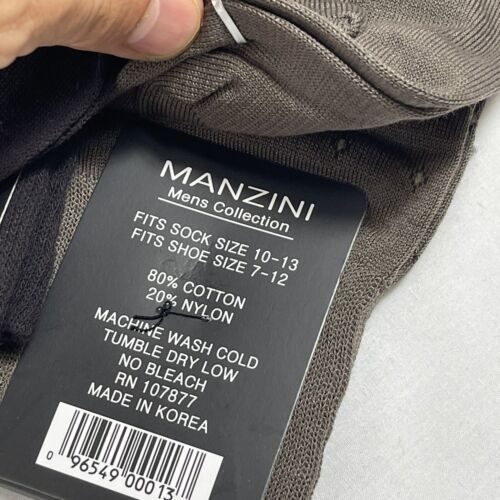 MANZINI
Mens Collection
FITS SOCK SIZE 10-13
FITS SHOE SIZE 7-12
80% COTTON
20% NYLON
MACHINE WASH COLD
TUMBLE DRY LOW
NO BLEACH
RN 107877
MADE IN KOREA
0 96549 00013